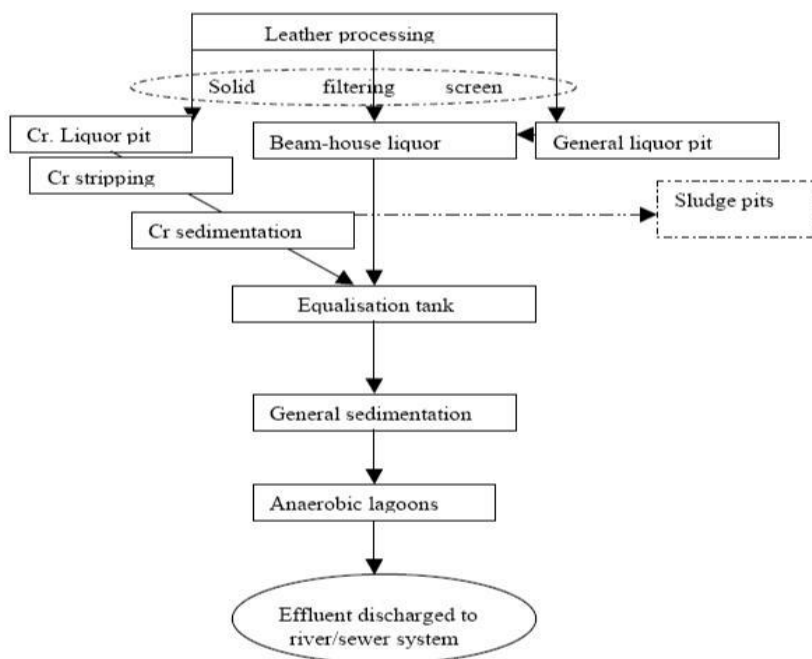 Leather processing
Solid filtering screen
Cr. Liquor pit
Beam-house liquor
General liquor pit
Cr stripping
Sludge pits
Cr sedimentation
Equalisation tank
General sedimentation
Anaerobic lagoons
Effluent discharged to
river/sewer system